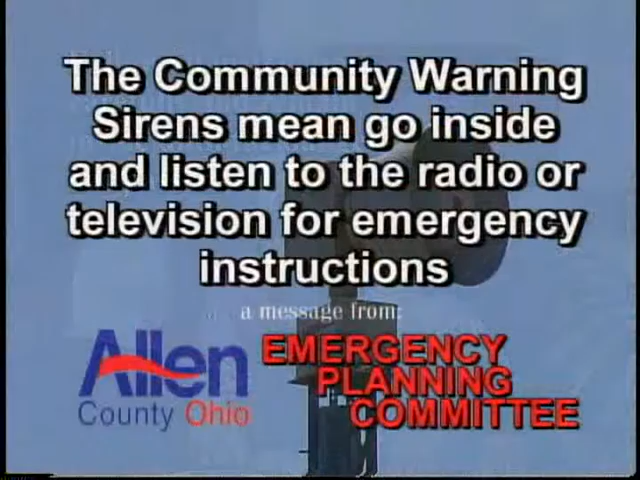 The Community Warning
Sirens mean go inside
and listen to the radio or
television for emergency
instructions
a message from:
Allen
County Ohio
EMERGENCY
PLANNING
COMMITTEE